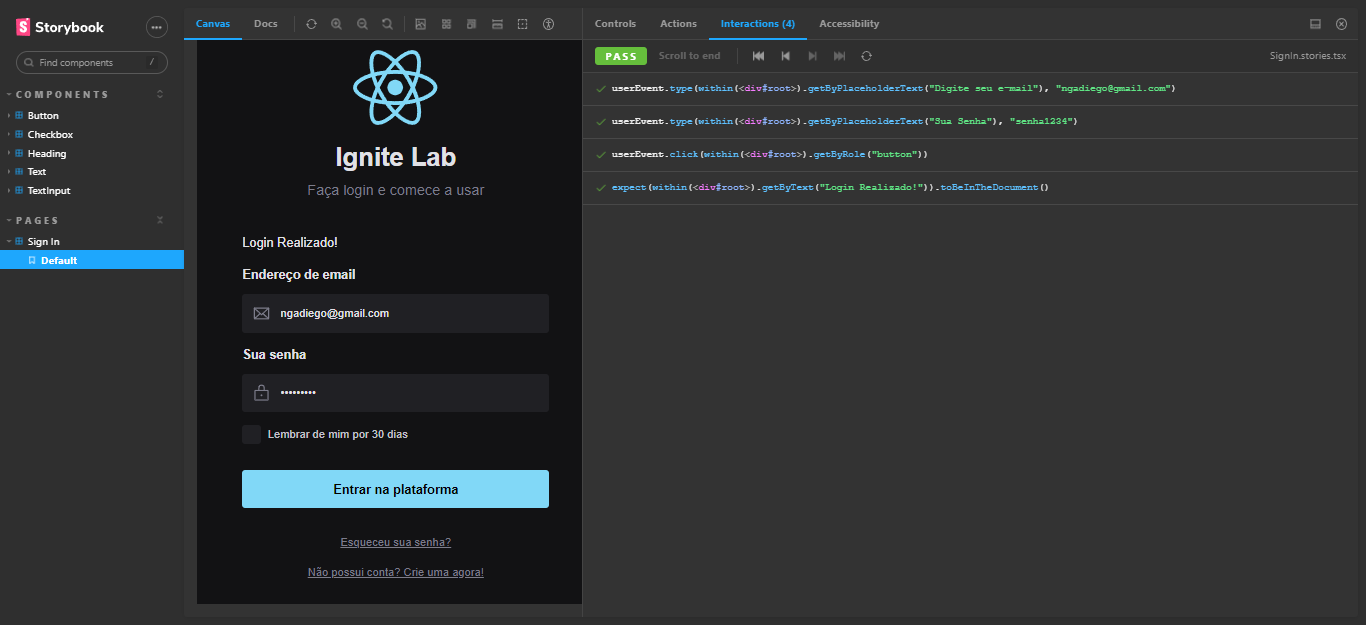 Storybook
Find components
/
COMPONENTS
Button
Checkbox
Heading
Text
TextInput
PAGES
Sign In
Default
Canvas
Docs
Ignite Lab
Faça login e comece a usar
Login Realizado!
Endereço de email
ngadiego@gmail.com
Sua senha
•••••••••
Lembrar de mim por 30 dias
Entrar na plataforma
Esqueceu sua senha?
Não possui conta? Crie uma agora!
Controls
Actions
Interactions (4)
Accessibility
PASS
Scroll to end
SignIn.stories.tsx
userEvent.type(within(<div#root>).getByPlaceholderText("Digite seu e-mail"), "ngadiego@gmail.com")
userEvent.type(within(<div#root>).getByPlaceholderText("Sua Senha"), "senha1234")
userEvent.click(within(<div#root>).getByRole("button"))
expect(within(<div#root>).getByText("Login Realizado!")).toBeInTheDocument()